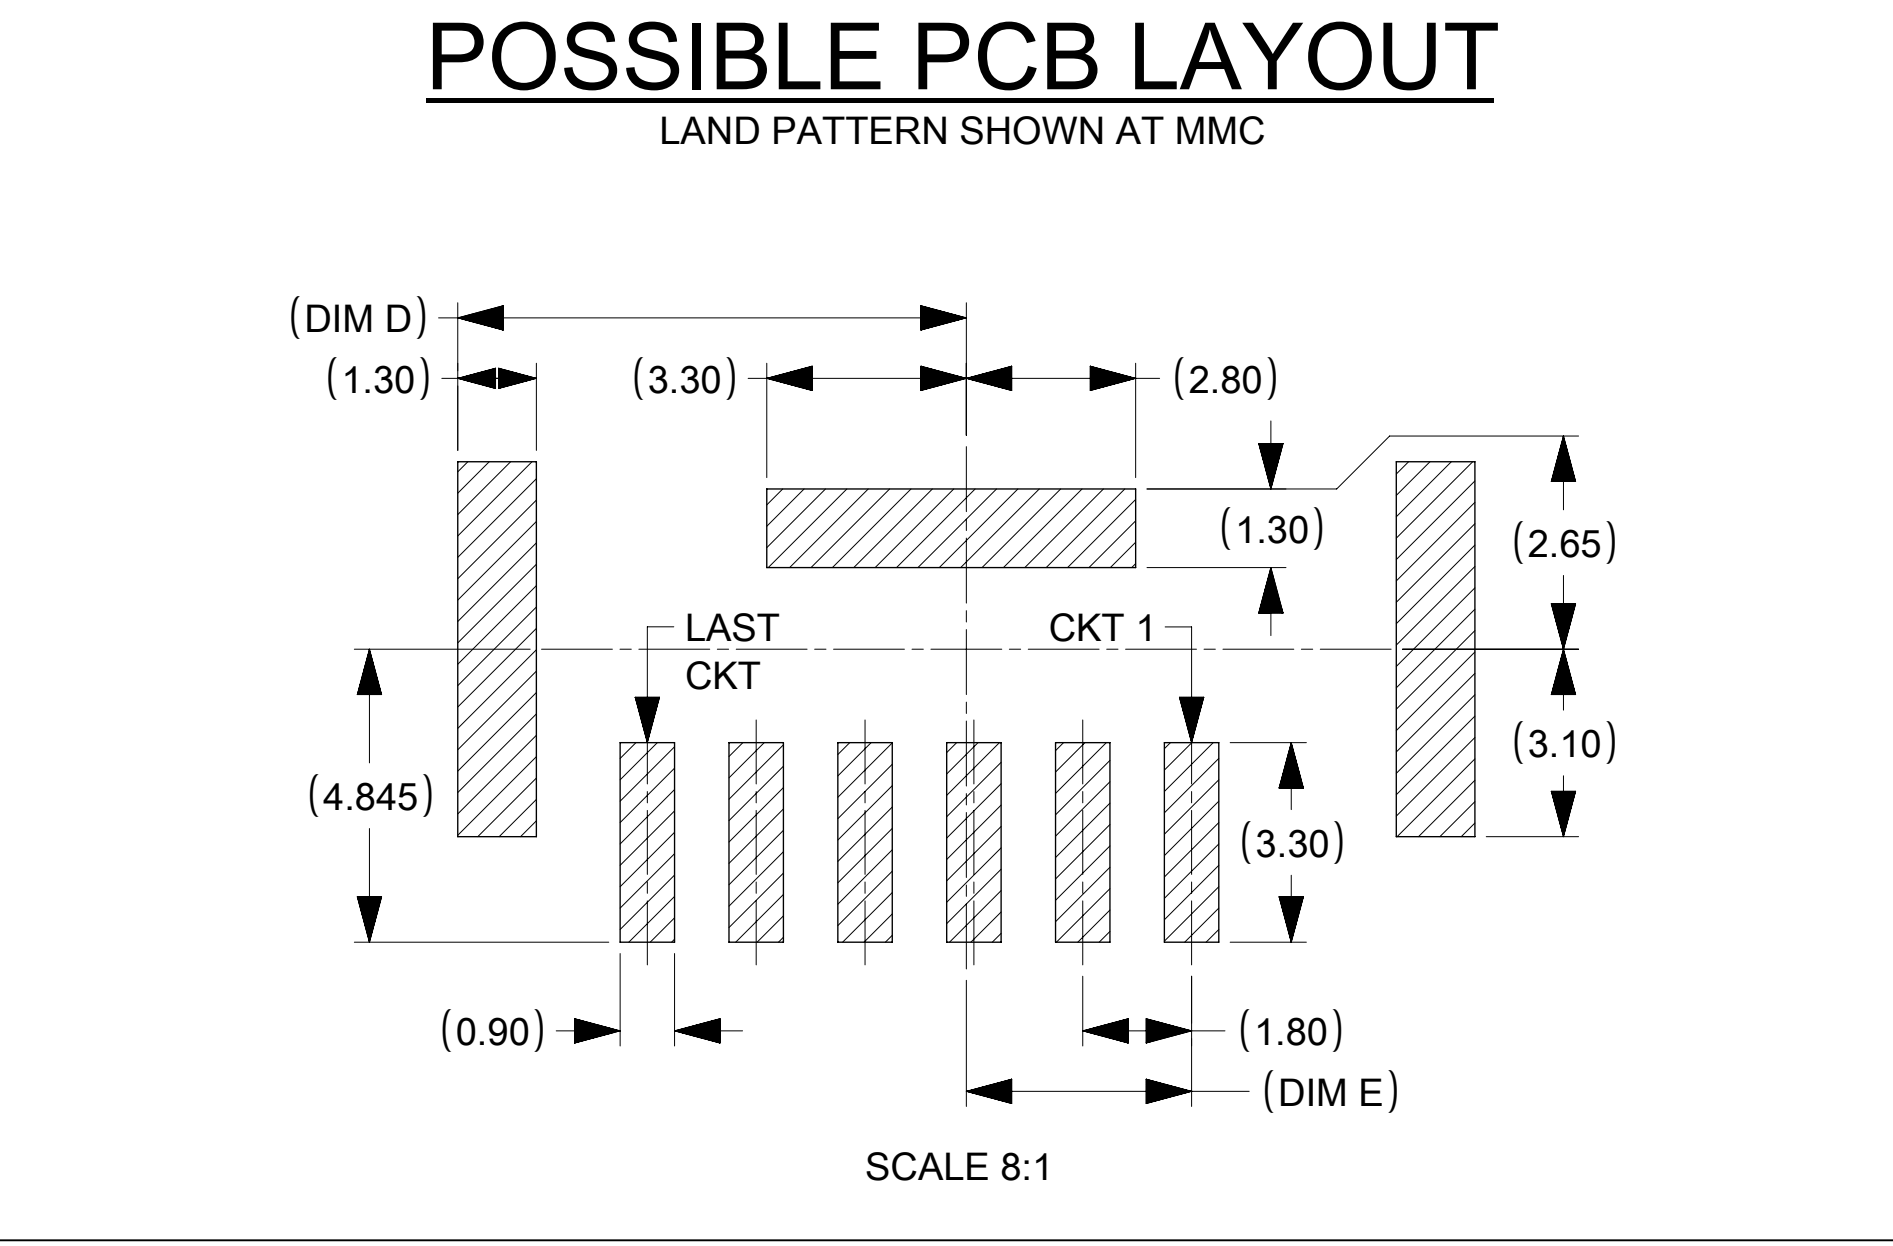 POSSIBLE PCB LAYOUT
LAND PATTERN SHOWN AT MMC
(DIM D)
(1.30)
(3.30)
(2.80)
(1.30)
(2.65)
LAST
CKT
CKT 1
(3.10)
(4.845)
(3.30)
(0.90)
(1.80)
(DIM E)
SCALE 8:1